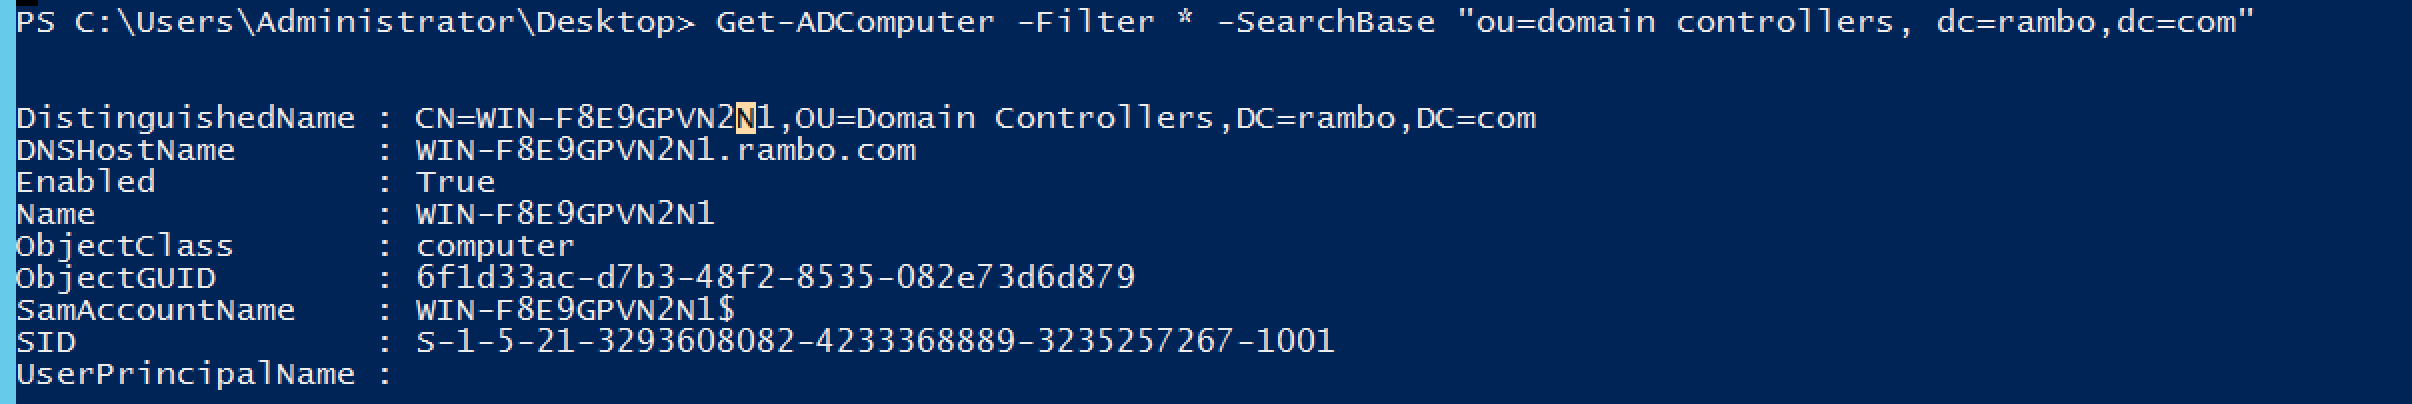 PS C:\Users\Administrator\Desktop> Get-ADComputer -Filter * -SearchBase "ou=domain controllers, dc=rambo,dc=com"
DistinguishedName : CN=WIN-F8E9GPVN2N1,OU=Domain Controllers,DC=rambo,DC=com
DNSHostName       : WIN-F8E9GPVN2N1.rambo.com
Enabled           : True
Name              : WIN-F8E9GPVN2N1
ObjectClass       : computer
ObjectGUID        : 6f1d33ac-d7b3-48f2-8535-082e73d6d879
SamAccountName    : WIN-F8E9GPVN2N1$
SID               : S-1-5-21-3293608082-4233368889-3235257267-1001
UserPrincipalName :